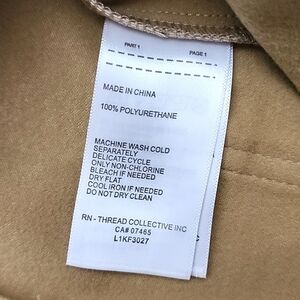 PART 1 PAGE 1
MADE IN CHINA
100% POLYURETHANE
MACHINE WASH COLD
SEPARATELY
DELICATE CYCLE
ONLY NON-CHLORINE
BLEACH IF NEEDED
DRY FLAT
COOL IRON IF NEEDED
DO NOT DRY CLEAN
RN - THREAD COLLECTIVE INC
CA# 07465
L1KF3027